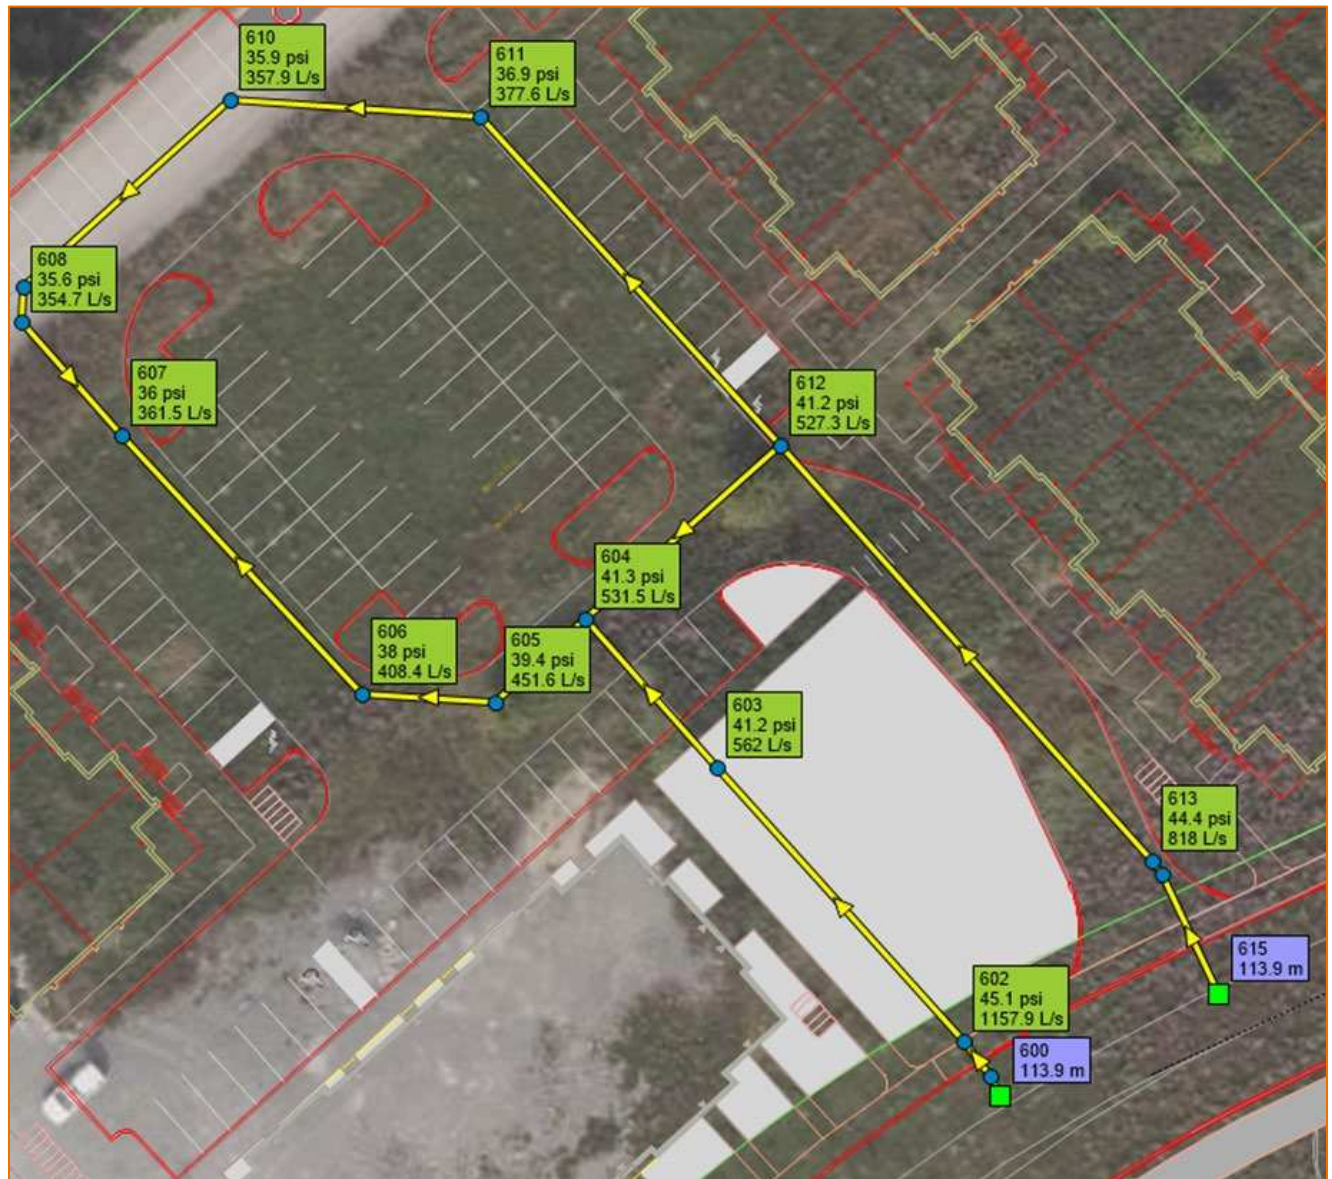 610
35.9 psi
357.9 L/s
611
36.9 psi
377.6 L/s
608
35.6 psi
354.7 L/s
607
36 psi
361.5 L/s
612
41.2 psi
527.3 L/s
604
41.3 psi
531.5 L/s
606
38 psi
408.4 L/s
605
39.4 psi
451.6 L/s
603
41.2 psi
562 L/s
613
44.4 psi
818 L/s
615
113.9 m
602
45.1 psi
1157.9 L/s
600
113.9 m